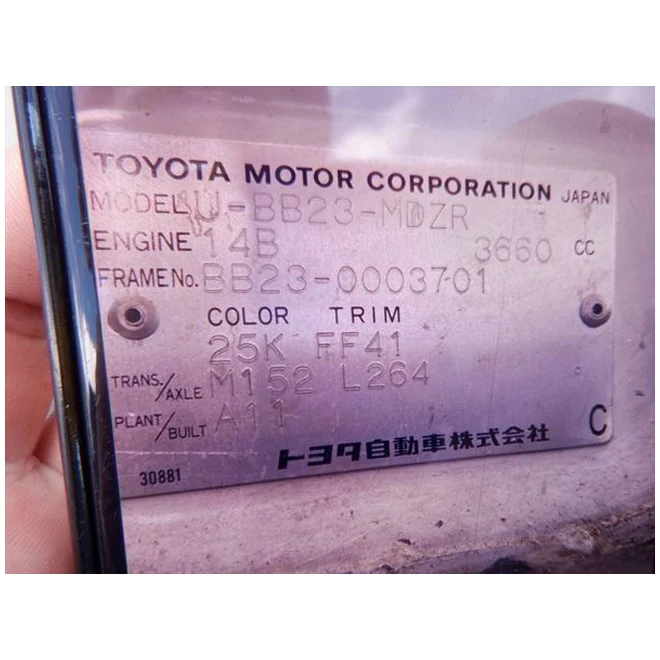 TOYOTA MOTOR CORPORATION JAPAN
MODEL U-BB23-MDZR
ENGINE 14B 3660 CC
FRAME No. BB23-0003701
COLOR TRIM
25K FF41
TRANS./AXLE M152 L264
PLANT/BUILT A11
トヨタ自動車株式会社 C
30881